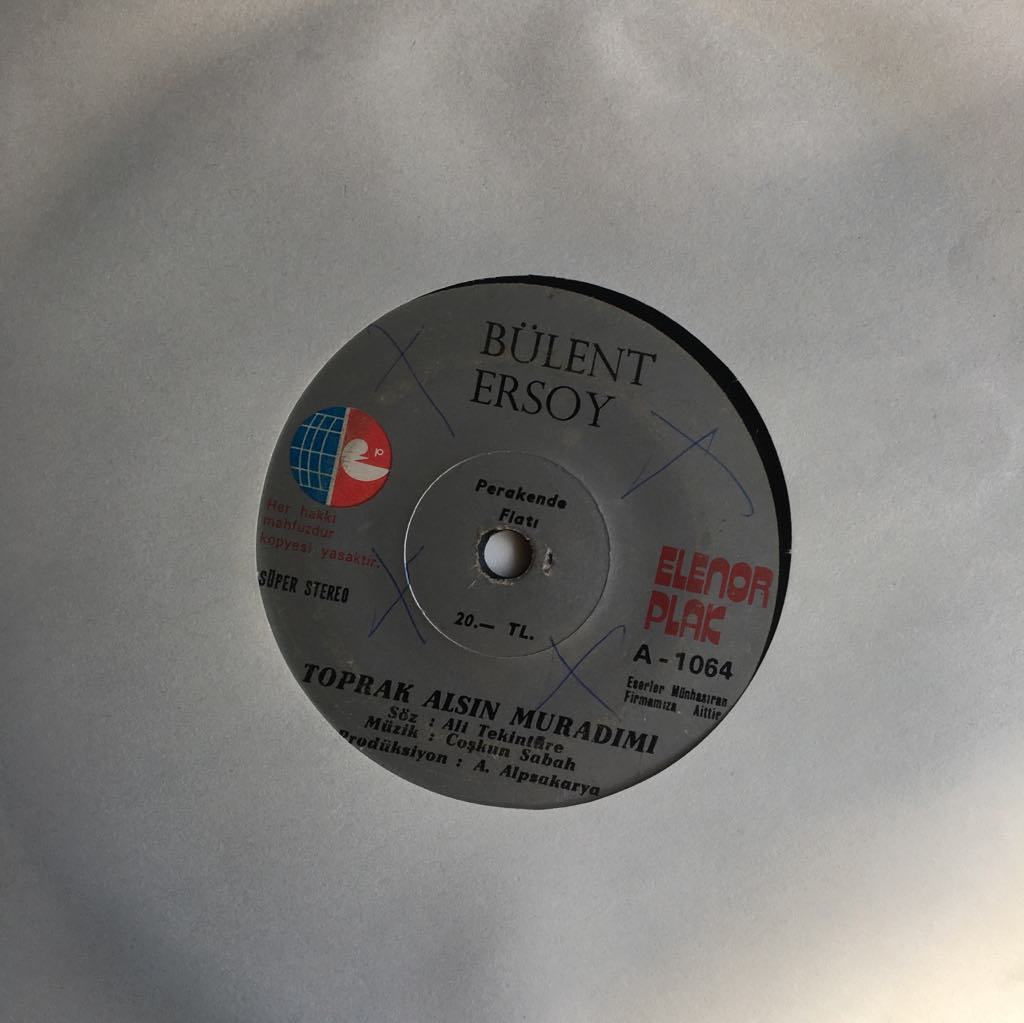 BÜLENT
ERSOY
Perakende
Fiatı
20.— TL.
p
Her hakkı
mahfuzdur
kopyesi yasaktır.
SÜPER STEREO
ELENOR
PLAK
A - 1064
Eserler Münhasıran
Firmamıza Aittir
TOPRAK ALSIN MURADIMI
Söz : Ali Tekintüre
Müzik : Coşkun Sabah
Prodüksiyon : A. Alpsakarya